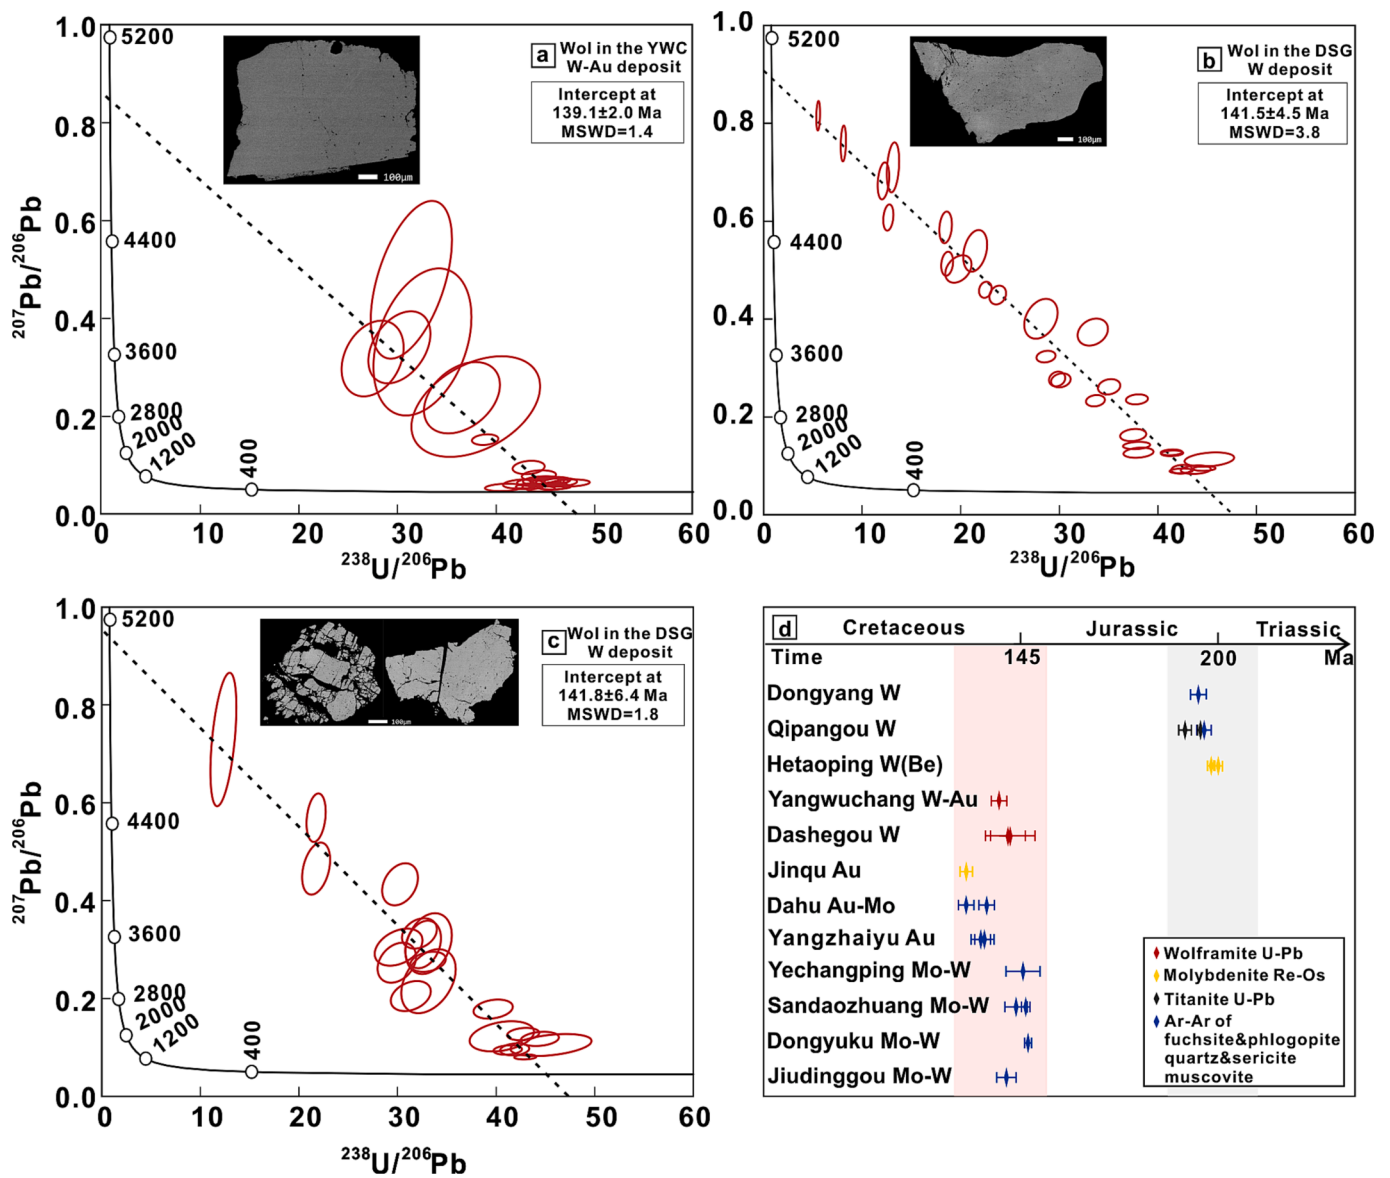 1.0
0.8
0.6
0.4
0.2
0.0
207Pb/206Pb
5200
4400
3600
2800
2000
1200
400
a
Wol in the YWC
W-Au deposit
Intercept at
139.1±2.0 Ma
MSWD=1.4
100μm
0
10
20
30
40
50
60
238U/206Pb
1.0
0.8
0.6
0.4
0.2
0.0
5200
4400
3600
2800
2000
1200
400
b
Wol in the DSG
W deposit
Intercept at
141.5±4.5 Ma
MSWD=3.8
100μm
0
10
20
30
40
50
60
238U/206Pb
1.0
0.8
0.6
0.4
0.2
0.0
207Pb/206Pb
5200
4400
3600
2800
2000
1200
400
c
Wol in the DSG
W deposit
Intercept at
141.8±6.4 Ma
MSWD=1.8
100μm
0
10
20
30
40
50
60
238U/206Pb
d
Cretaceous Jurassic Triassic
Time 145 200 Ma
Dongyang W
Qipangou W
Hetaoping W(Be)
Yangwuchang W-Au
Dashegou W
Jinqu Au
Dahu Au-Mo
Yangzhaiyu Au
Yechangping Mo-W
Sandaozhuang Mo-W
Dongyuku Mo-W
Jiudinggou Mo-W
Wolframite U-Pb
Molybdenite Re-Os
Titanite U-Pb
Ar-Ar of
fuchsite&phlogopite
quartz&sericite
muscovite